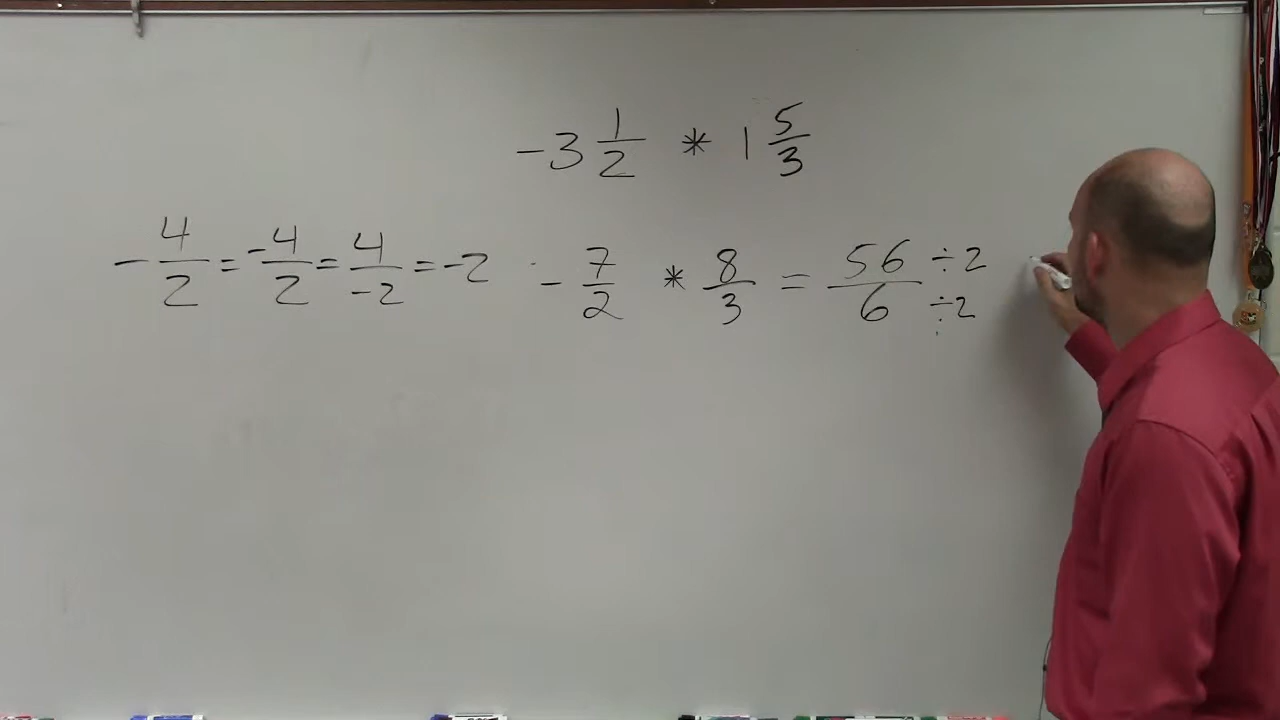 -3 1/2 * 1 5/3
-4/2 = -4/2 = 4/-2 = -2
-7/2 * 8/3 = 56/6 ÷2/÷2